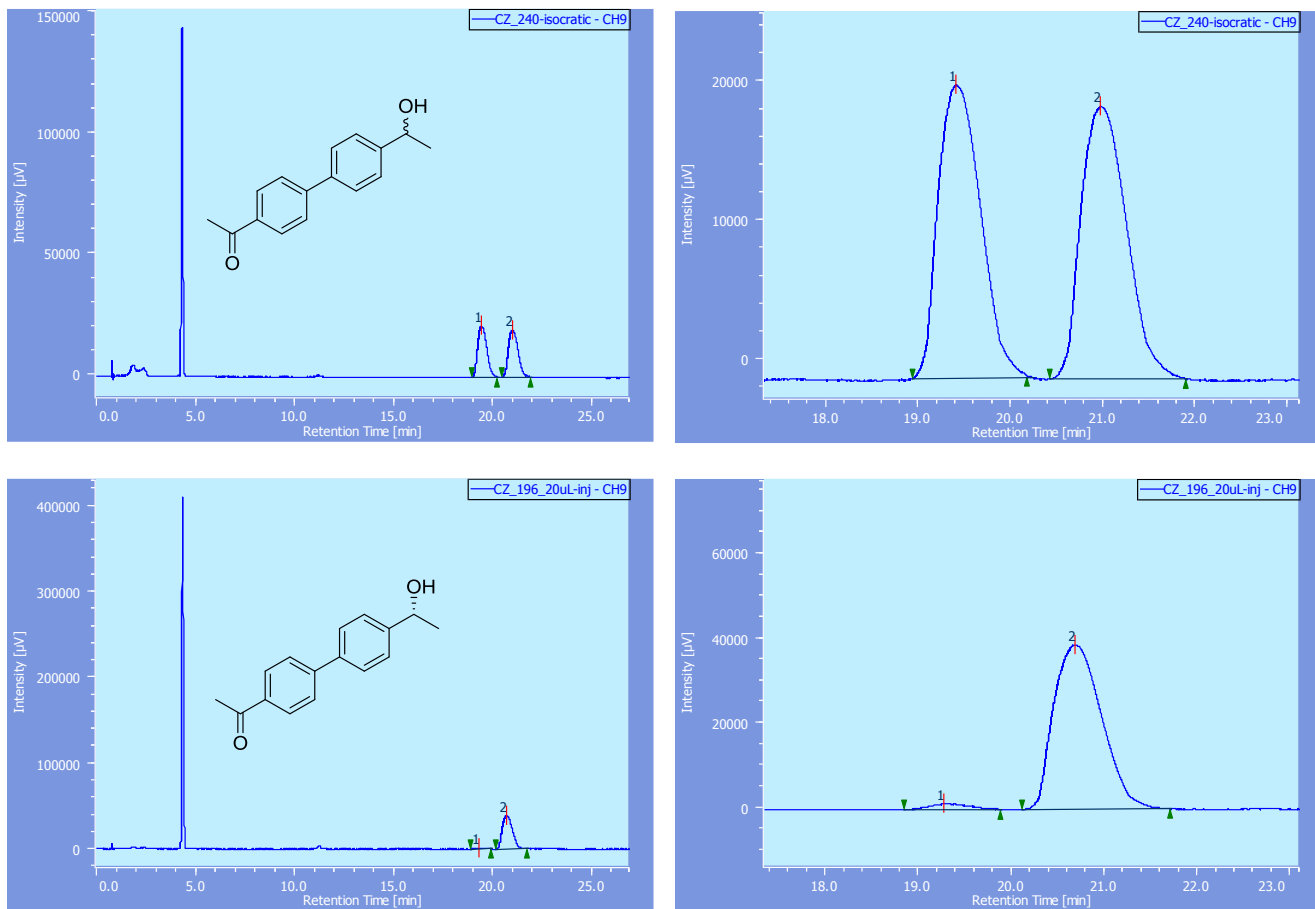 CZ_240-isocratic - CH9
150000
100000
50000
0
Intensity [µV]
OH
O
1
2
0.0 5.0 10.0 15.0 20.0 25.0
Retention Time [min]
CZ_240-isocratic - CH9
20000
10000
0
Intensity [µV]
1
2
18.0 19.0 20.0 21.0 22.0 23.0
Retention Time [min]
CZ_196_20uL-inj - CH9
400000
300000
200000
100000
0
Intensity [µV]
OH
O
1
2
0.0 5.0 10.0 15.0 20.0 25.0
Retention Time [min]
CZ_196_20uL-inj - CH9
60000
40000
20000
0
Intensity [µV]
1
2
18.0 19.0 20.0 21.0 22.0 23.0
Retention Time [min]